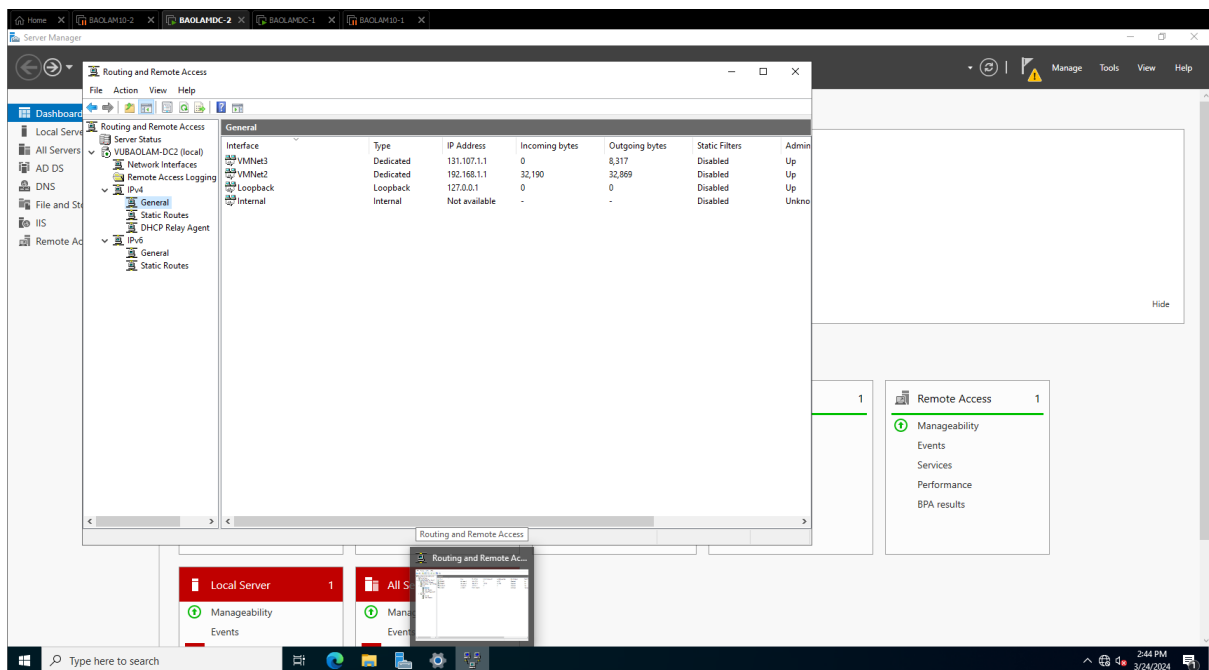 Home
BAOLAM10-2
BAOLAMDC-2
BAOLAMDC-1
BAOLAM10-1
Server Manager
Manage Tools View Help
Routing and Remote Access
File Action View Help
Dashboard
Local Serve
All Servers
AD DS
DNS
File and Sto
IIS
Remote Ac
Routing and Remote Access
Server Status
VUBAOLAM-DC2 (local)
Network Interfaces
Remote Access Logging
IPv4
General
Static Routes
DHCP Relay Agent
IPv6
General
Static Routes
General
Interface Type IP Address Incoming bytes Outgoing bytes Static Filters Admin
VMNet3 Dedicated 131.107.1.1 0 8,317 Disabled Up
VMNet2 Dedicated 192.168.1.1 32,190 32,869 Disabled Up
Loopback Loopback 127.0.0.1 0 0 Disabled Up
Internal Internal Not available - - Disabled Unkno
Hide
1
Remote Access 1
Manageability
Events
Services
Performance
BPA results
Routing and Remote Access
Routing and Remote Ac...
Local Server 1
Manageability
Events
All S
Mana
Event
Type here to search
2:44 PM
3/24/2024